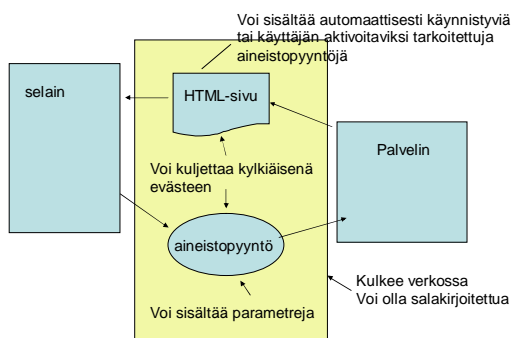 Voi sisältää automaattisesti käynnistyviä
tai käyttäjän aktivoitaviksi tarkoitettuja
aineistopyyntöjä
selain
HTML-sivu
Palvelin
Voi kuljettaa kylkiäisenä
evästeen
aineistopyyntö
Kulkee verkossa
Voi olla salakirjoitettua
Voi sisältää parametreja